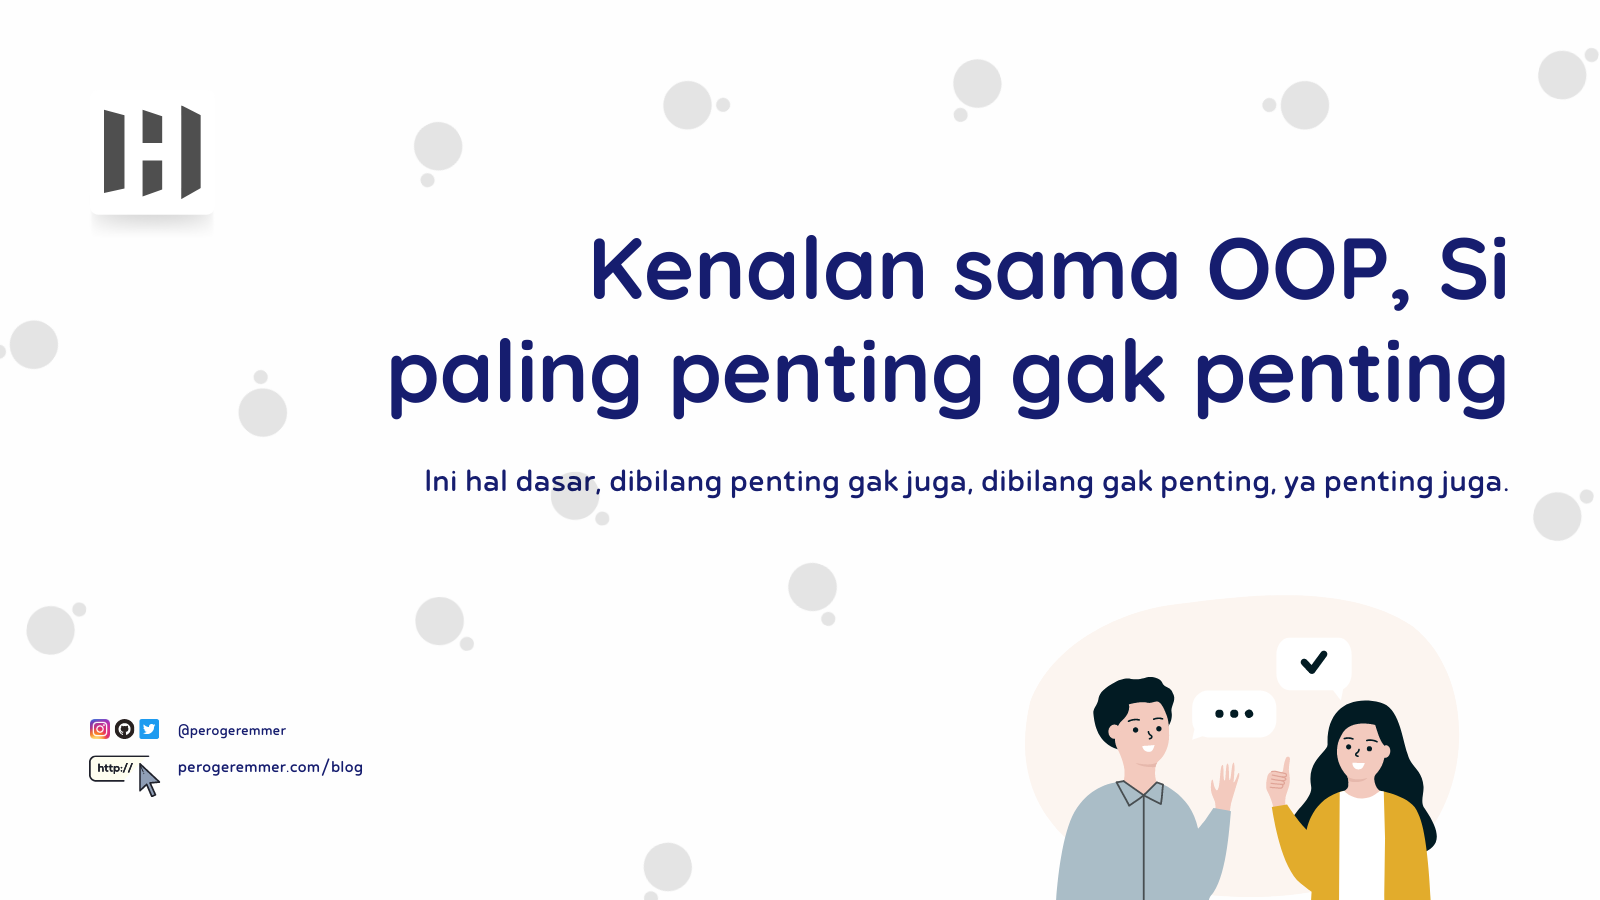 Kenalan sama OOP, Si
paling penting gak penting
Ini hal dasar, dibilang penting gak juga, dibilang gak penting, ya penting juga.
@perogeremmer
http://
perogeremmer.com/blog